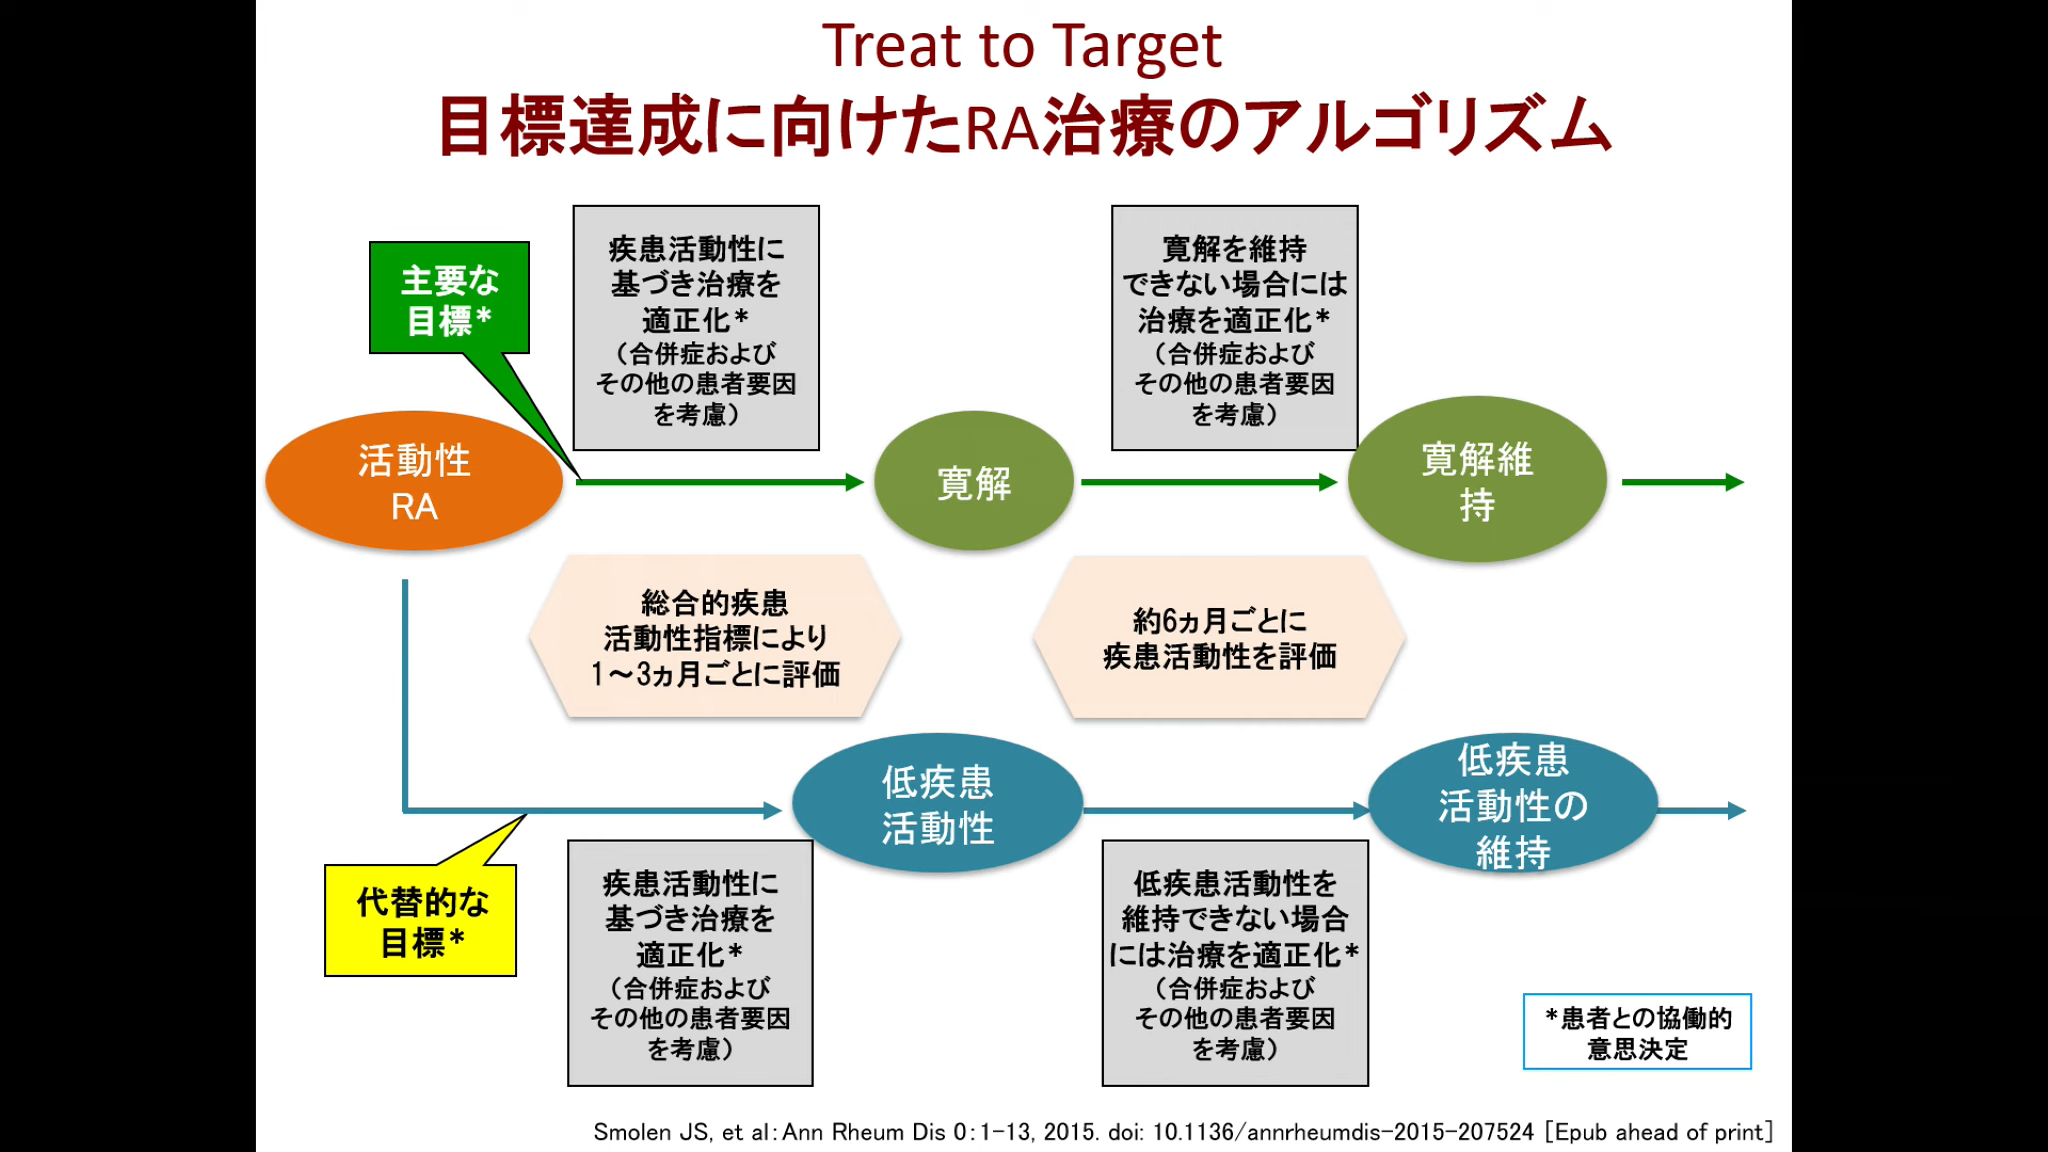 Treat to Target
目標達成に向けたRA治療のアルゴリズム
主要な
目標*
疾患活動性に
基づき治療を
適正化*
（合併症および
その他の患者要因
を考慮）
寛解を維持
できない場合には
治療を適正化*
（合併症および
その他の患者要因
を考慮）
活動性
RA
寛解
寛解維
持
総合的疾患
活動性指標により
1～3ヵ月ごとに評価
約6ヵ月ごとに
疾患活動性を評価
低疾患
活動性
低疾患
活動性の
維持
代替的な
目標*
疾患活動性に
基づき治療を
適正化*
（合併症および
その他の患者要因
を考慮）
低疾患活動性を
維持できない場合
には治療を適正化*
（合併症および
その他の患者要因
を考慮）
*患者との協働的
意思決定
Smolen JS, et al：Ann Rheum Dis 0：1-13, 2015. doi: 10.1136/annrheumdis-2015-207524 [Epub ahead of print]